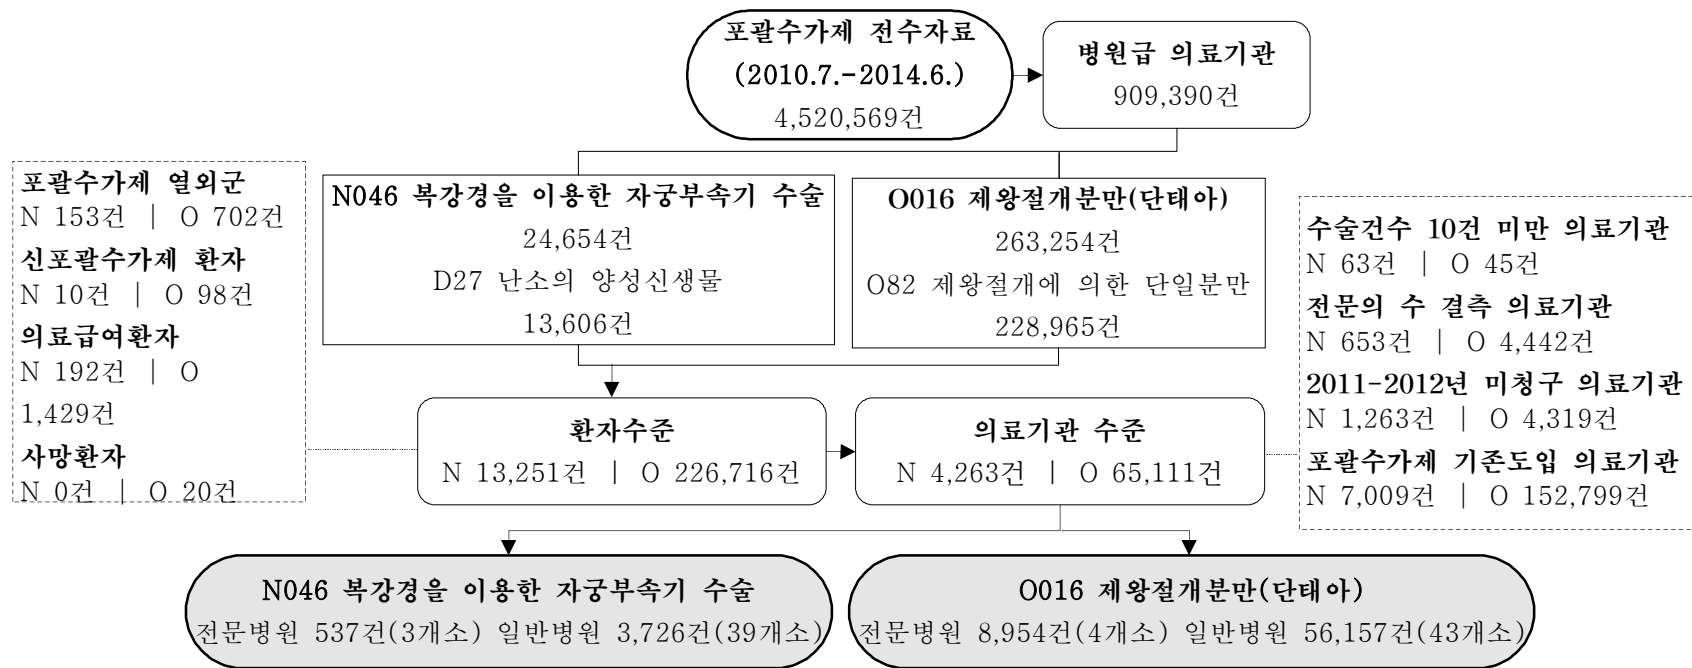 포괄수가제 전수자료
(2010.7.-2014.6.)
4,520,569건
병원급 의료기관
909,390건
포괄수가제 열외군
N 153건 | O 702건
신포괄수가제 환자
N 10건 | O 98건
의료급여환자
N 192건 | O
1,429건
사망환자
N 0건 | O 20건
N046 복강경을 이용한 자궁부속기 수술
24,654건
D27 난소의 양성신생물
13,606건
O016 제왕절개분만(단태아)
263,254건
O82 제왕절개에 의한 단일분만
228,965건
수술건수 10건 미만 의료기관
N 63건 | O 45건
전문의 수 결측 의료기관
N 653건 | O 4,442건
2011-2012년 미청구 의료기관
N 1,263건 | O 4,319건
포괄수가제 기존도입 의료기관
N 7,009건 | O 152,799건
환자수준
N 13,251건 | O 226,716건
의료기관 수준
N 4,263건 | O 65,111건
N046 복강경을 이용한 자궁부속기 수술
전문병원 537건(3개소) 일반병원 3,726건(39개소)
O016 제왕절개분만(단태아)
전문병원 8,954건(4개소) 일반병원 56,157건(43개소)